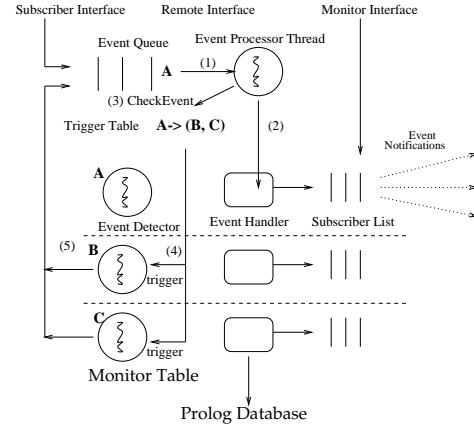 Subscriber Interface Remote Interface Monitor Interface
Event Queue Event Processor Thread
A (1)
(3) CheckEvent
Trigger Table A-> (B, C) (2)
Event
Notifications
A
Event Detector Event Handler Subscriber List
(5) B (4)
trigger
C
trigger
Monitor Table
Prolog Database